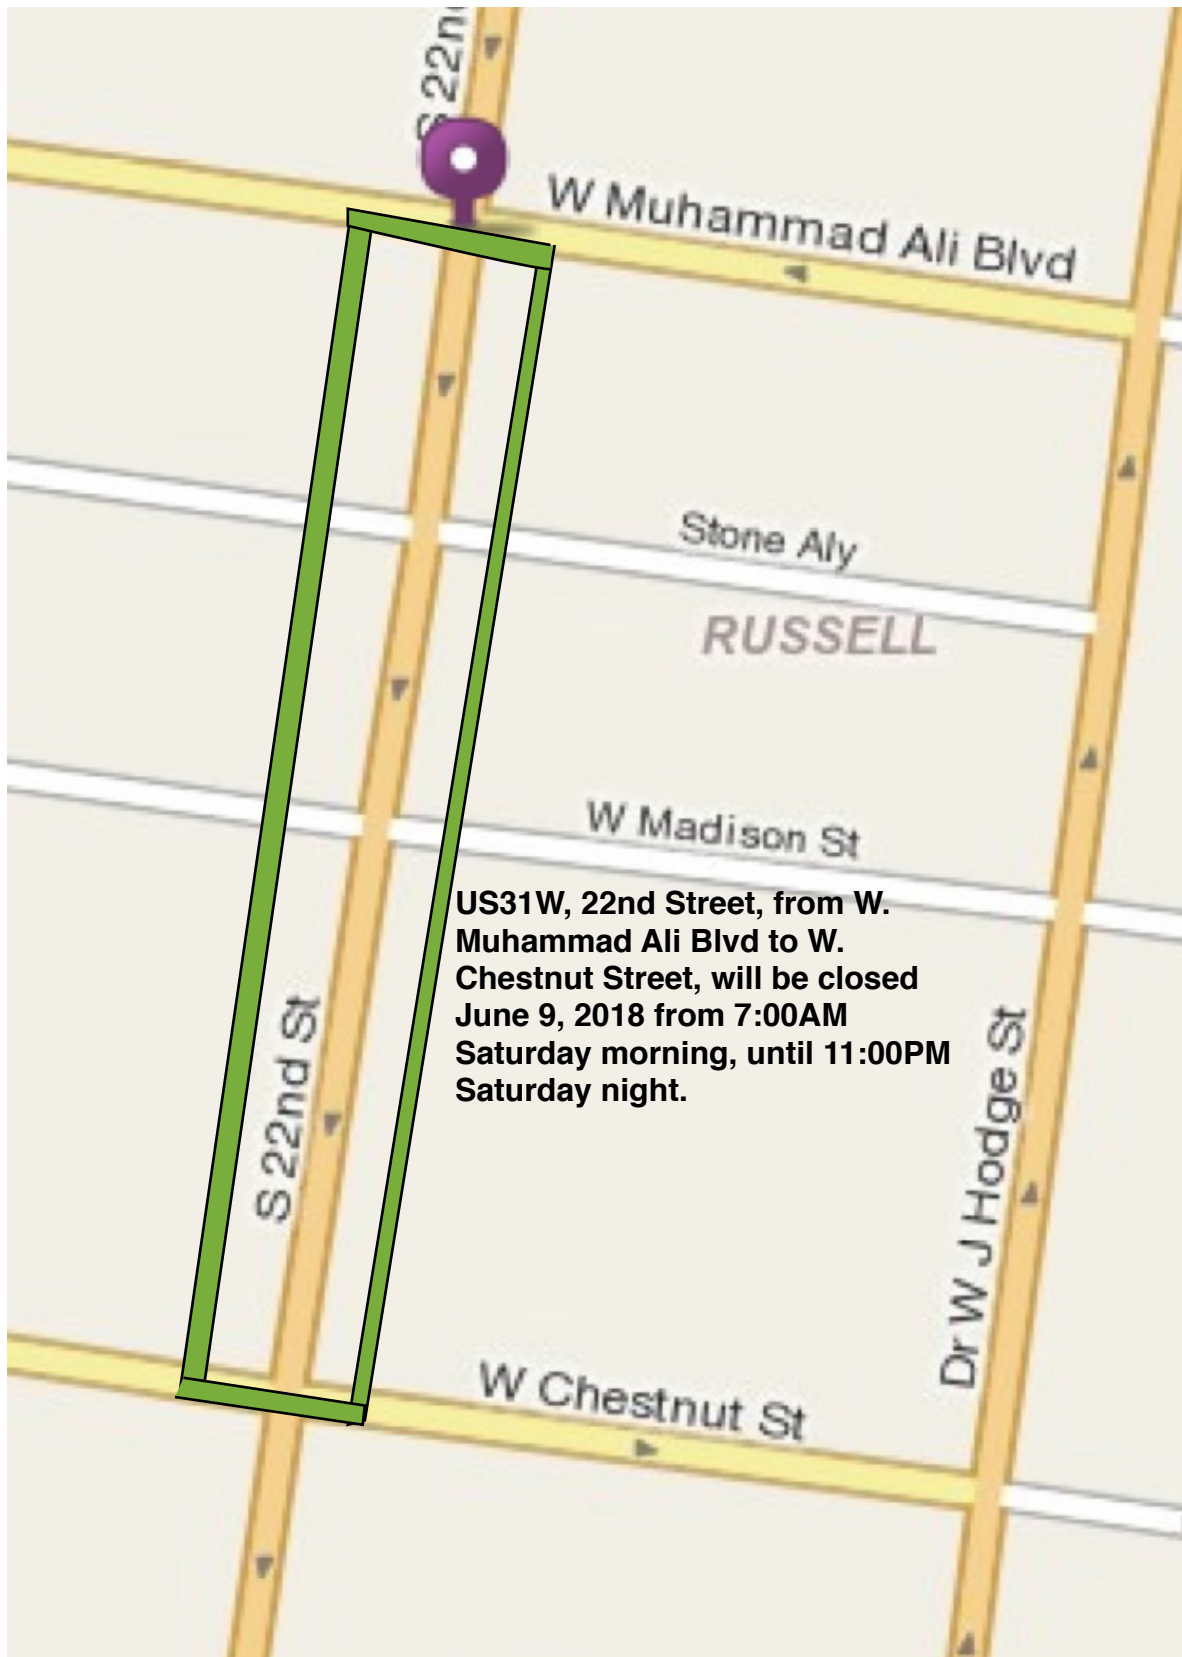 S 22nd
W Muhammad Ali Blvd
Stone Aly
RUSSELL
W Madison St
US31W, 22nd Street, from W.
Muhammad Ali Blvd to W.
Chestnut Street, will be closed
June 9, 2018 from 7:00AM
Saturday morning, until 11:00PM
Saturday night.
S 22nd St
Dr W J Hodge St
W Chestnut St